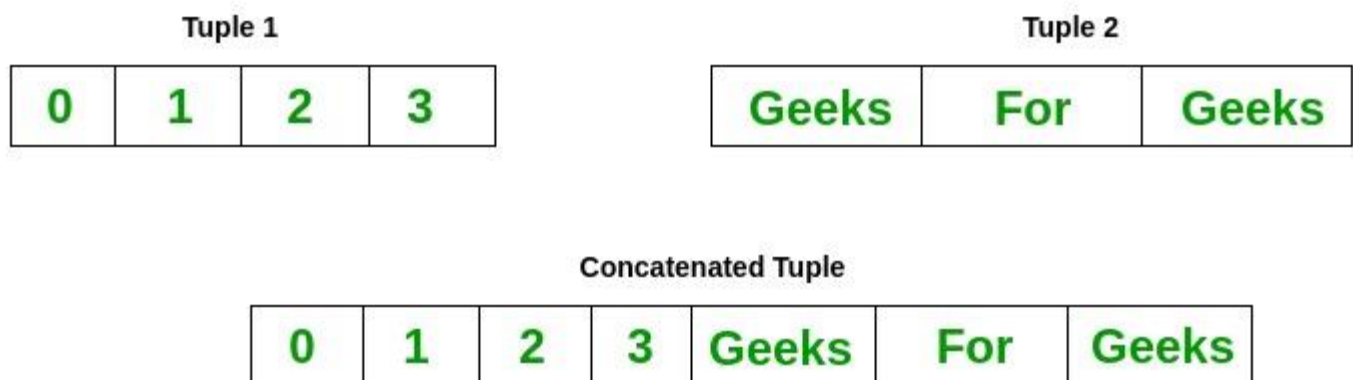 Tuple 1 Tuple 2
0 1 2 3 Geeks For Geeks
Concatenated Tuple
0 1 2 3 Geeks For Geeks